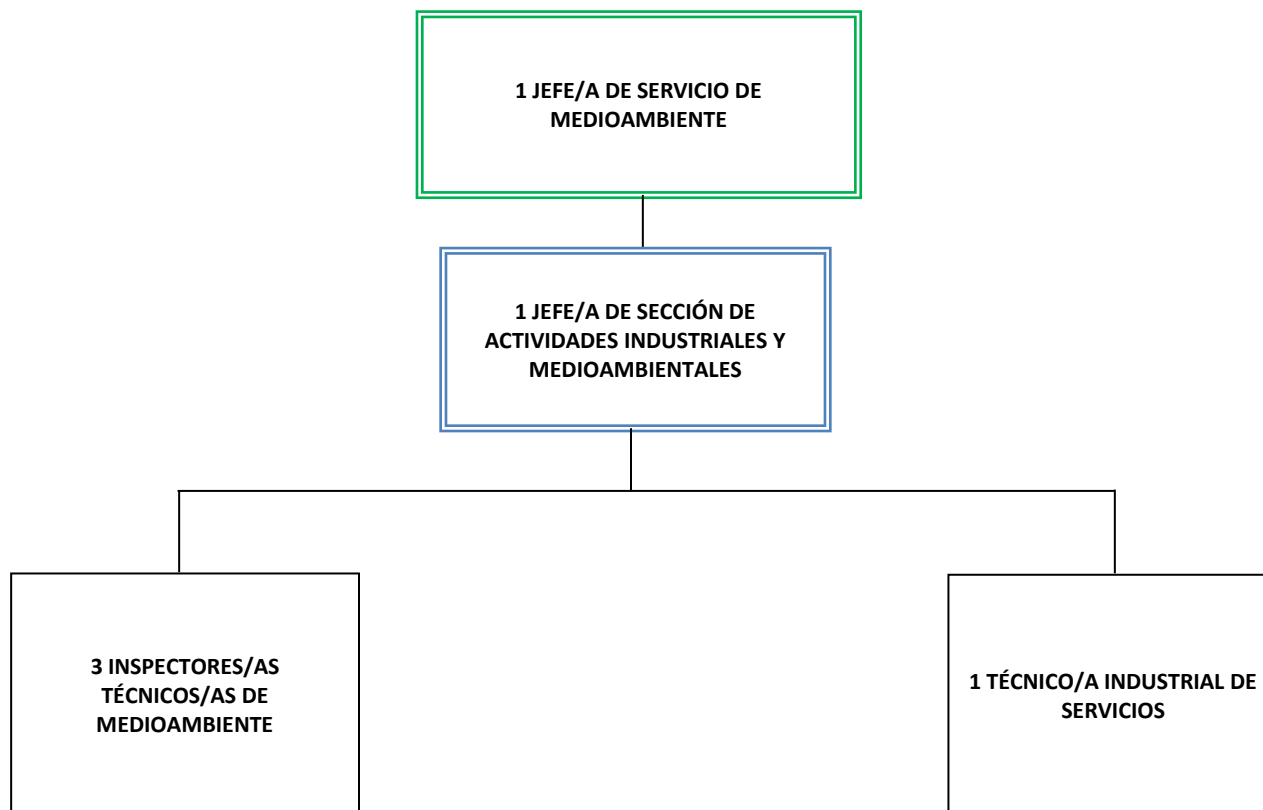 1 JEFE/A DE SERVICIO DE
MEDIOAMBIENTE
1 JEFE/A DE SECCIÓN DE
ACTIVIDADES INDUSTRIALES Y
MEDIOAMBIENTALES
3 INSPECTORES/AS
TÉCNICOS/AS DE
MEDIOAMBIENTE
1 TÉCNICO/A INDUSTRIAL DE
SERVICIOS